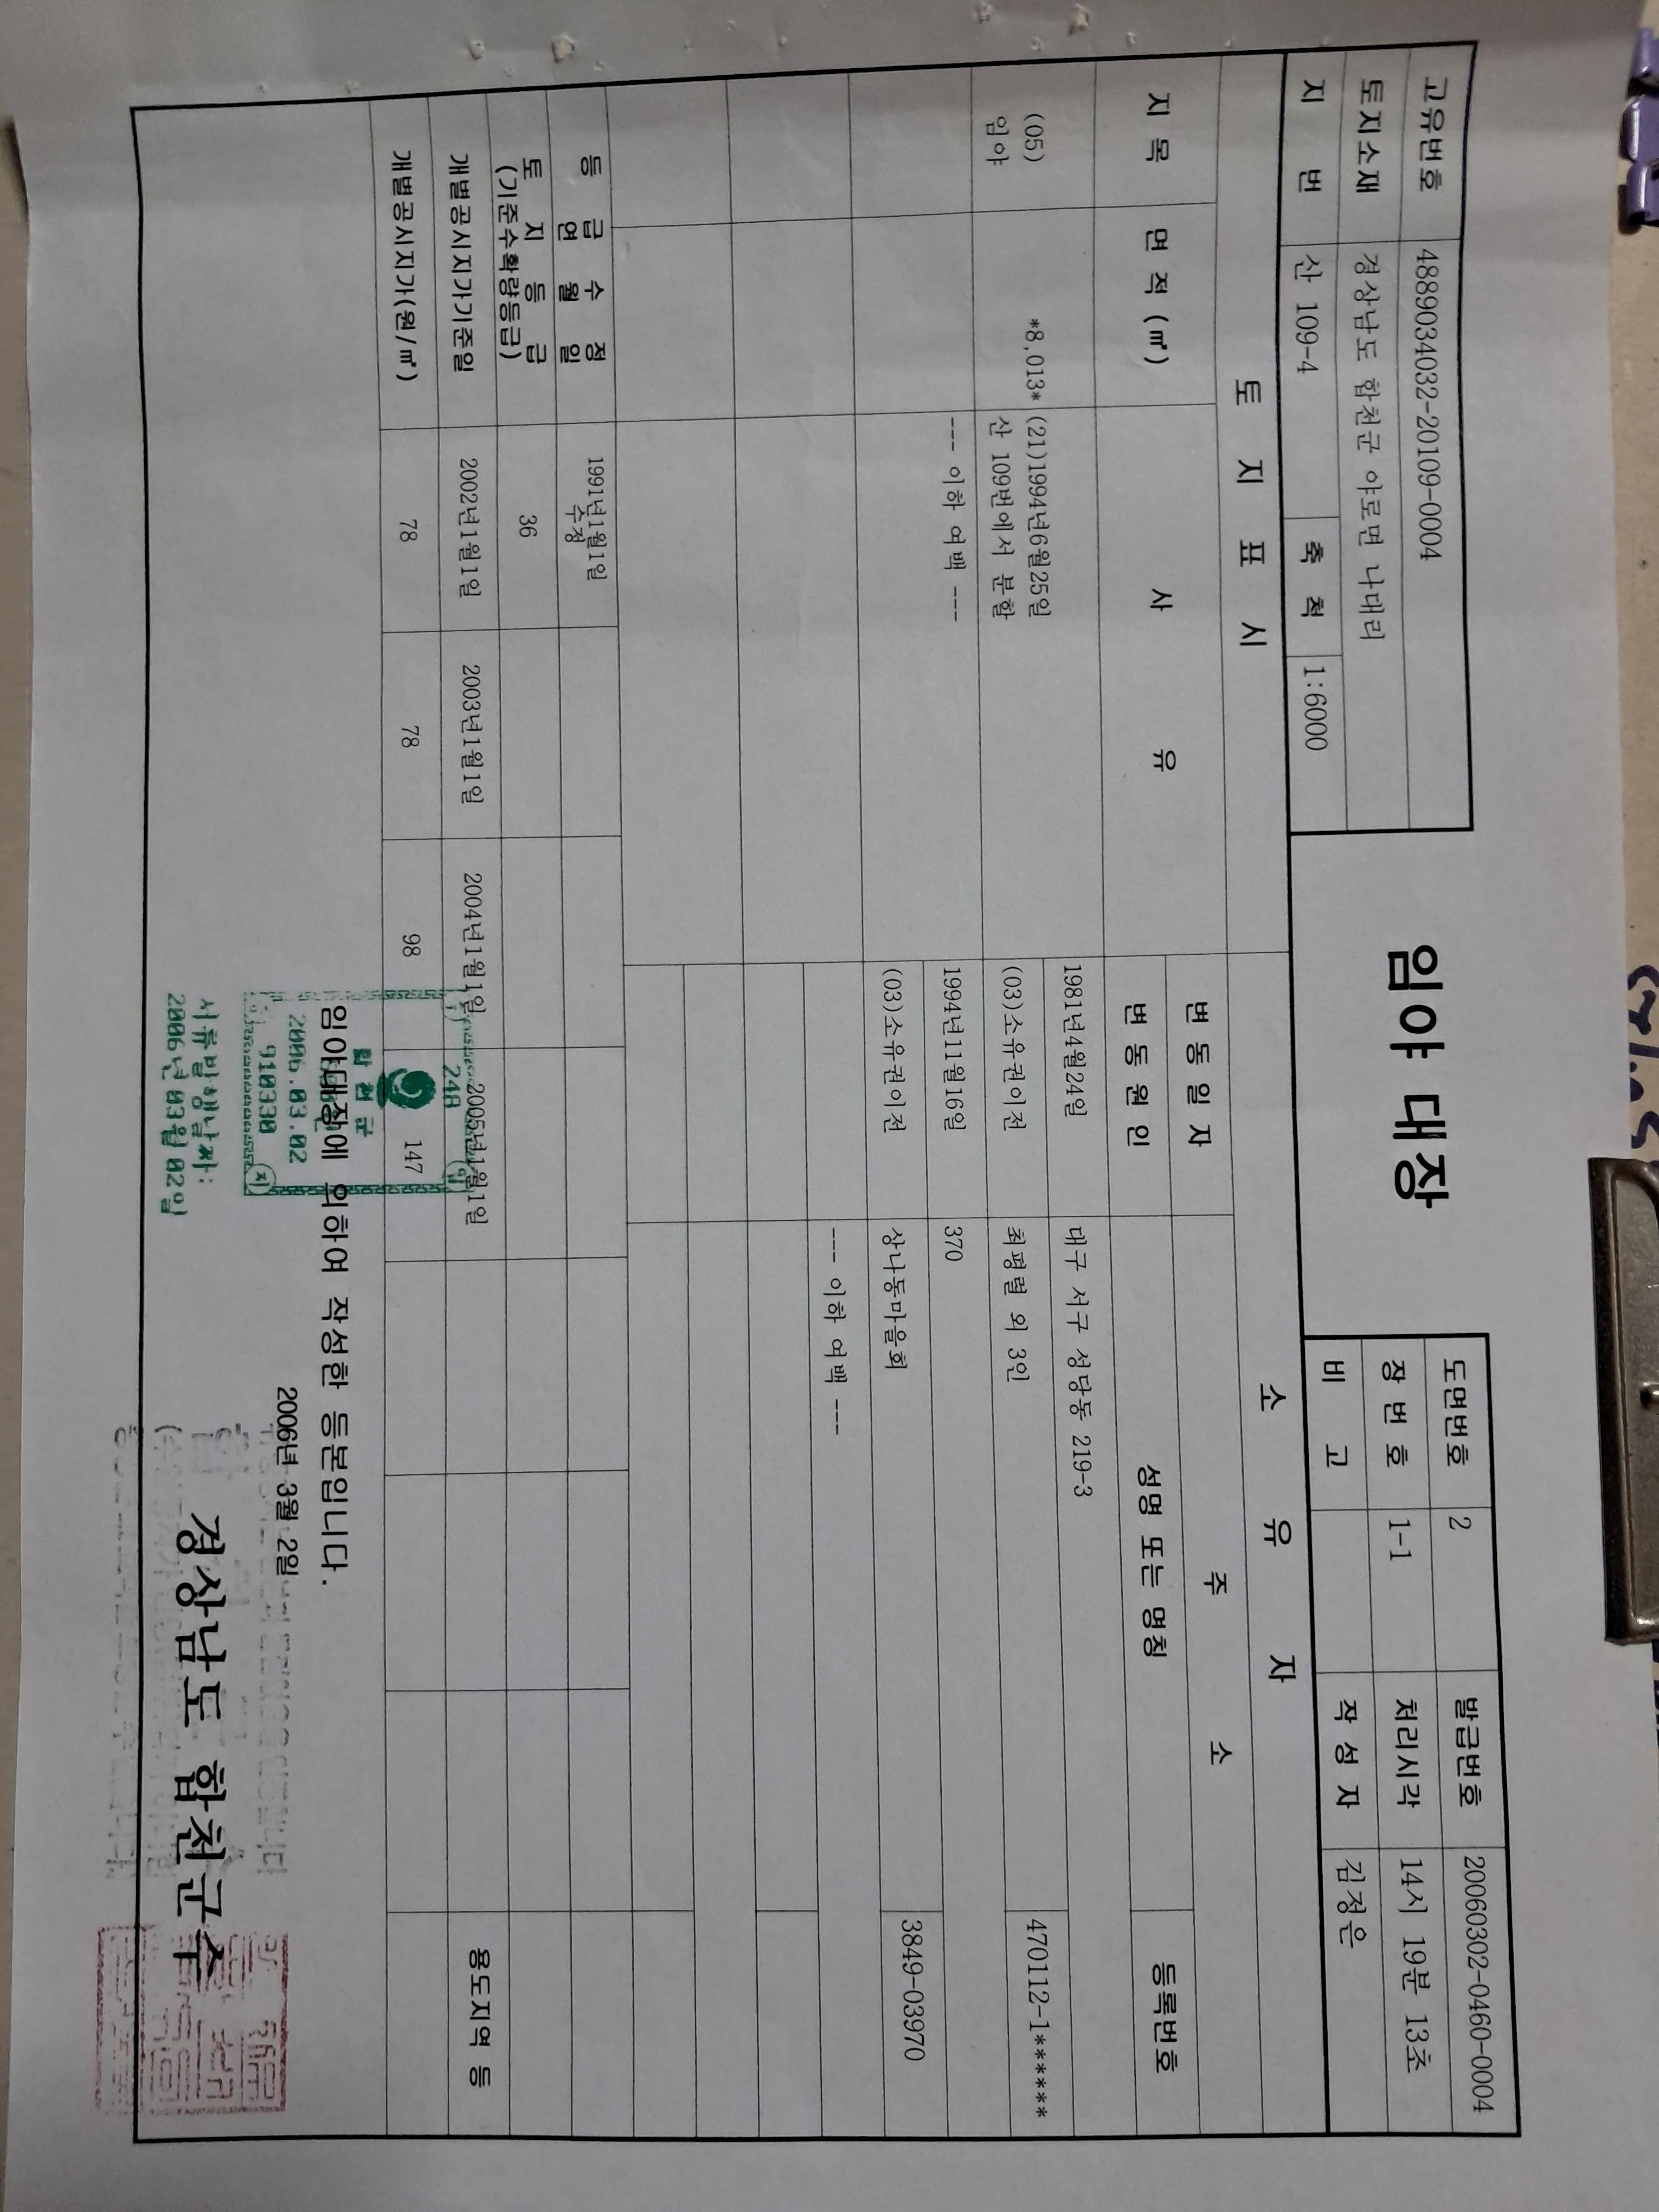 고유번호 4889034032-20109-0004
토지소재 경상남도 합천군 야로면 나대리
지 번 산 109-4 축 척 1:6000
임야 대장
도면번호 2 발급번호 20060302-0460-0004
장 번 호 1-1 처리시각 14시 19분 13초
비 고 작 성 자 김정은
토 지 표 시 소 유 자
지 목 면 적 (㎡) 사 유
변 동 일 자 주 소
변 동 원 인 성명 또는 명칭 등록번호
(05) *8,013* (21)1994년6월25일
임야 산 109번에서 분할
--- 이하 여백 ---
1981년4월24일 대구 서구 성당동 219-3
(03)소유권이전 최평렬 외 3인 470112-1******
1994년11월16일 370
(03)소유권이전 상나동마을회 3849-03970
--- 이하 여백 ---
등 급 수 정
연 월 일
1991년1월1일
수정
토 지 등 급
(기준수확량등급)
36
개별공시지가기준일 2002년1월1일 2003년1월1일 2004년1월1일 2005년1월1일 용도지역 등
개별공시지가(원/㎡) 78 78 98 147
248
합천군
임야대장에 의하여 작성한 등본입니다.
2006.03.02
910330
2006년 3월 2일
서류발행날짜:
2006년 03월 02일
경상남도 합천군수